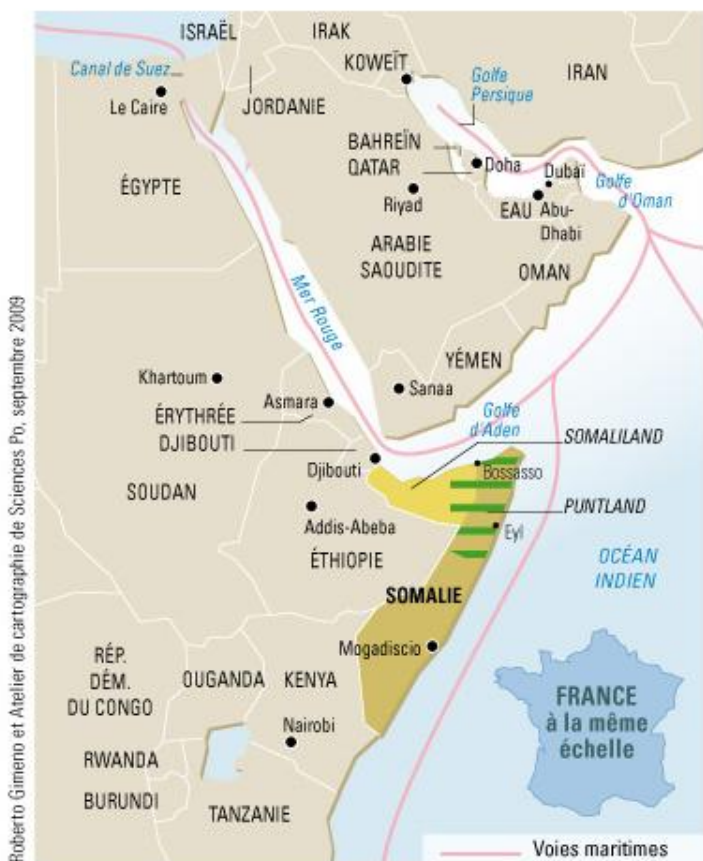 ISRAËL
IRAK
IRAN
KOWEÏT
Canal de Suez
Golfe
Persique
Le Caire
JORDANIE
BAHREÏN
QATAR
Doha
Dubaï
Golfe
d'Oman
ÉGYPTE
Riyad
EAU
Abu-
Dhabi
ARABIE
SAOUDITE
OMAN
Mer Rouge
YÉMEN
Khartoum
Sanaa
Asmara
ÉRYTHRÉE
Golfe
d'Aden
SOMALILAND
DJIBOUTI
Djibouti
Bossasso
SOUDAN
Addis-Abeba
PUNTLAND
Eyl
ÉTHIOPIE
OCÉAN
INDIEN
SOMALIE
Mogadiscio
RÉP.
DÉM.
DU CONGO
OUGANDA
KENYA
FRANCE
à la même
échelle
Nairobi
RWANDA
BURUNDI
TANZANIE
Voies maritimes
Roberto Gimeno et Atelier de cartographie de Sciences Po, septembre 2009